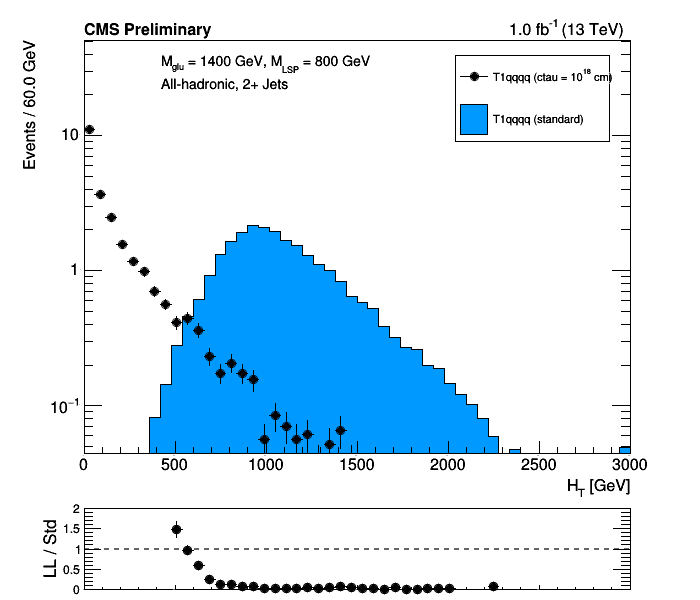 CMS Preliminary 1.0 fb⁻¹ (13 TeV)
M_glu = 1400 GeV, M_LSP = 800 GeV
All-hadronic, 2+ Jets
T1qqqq (ctau = 10¹⁸ cm)
T1qqqq (standard)
Events / 60.0 GeV
10
1
10⁻¹
0 500 1000 1500 2000 2500 3000
H_T [GeV]
LL / Std
2
1.5
1
0.5
0